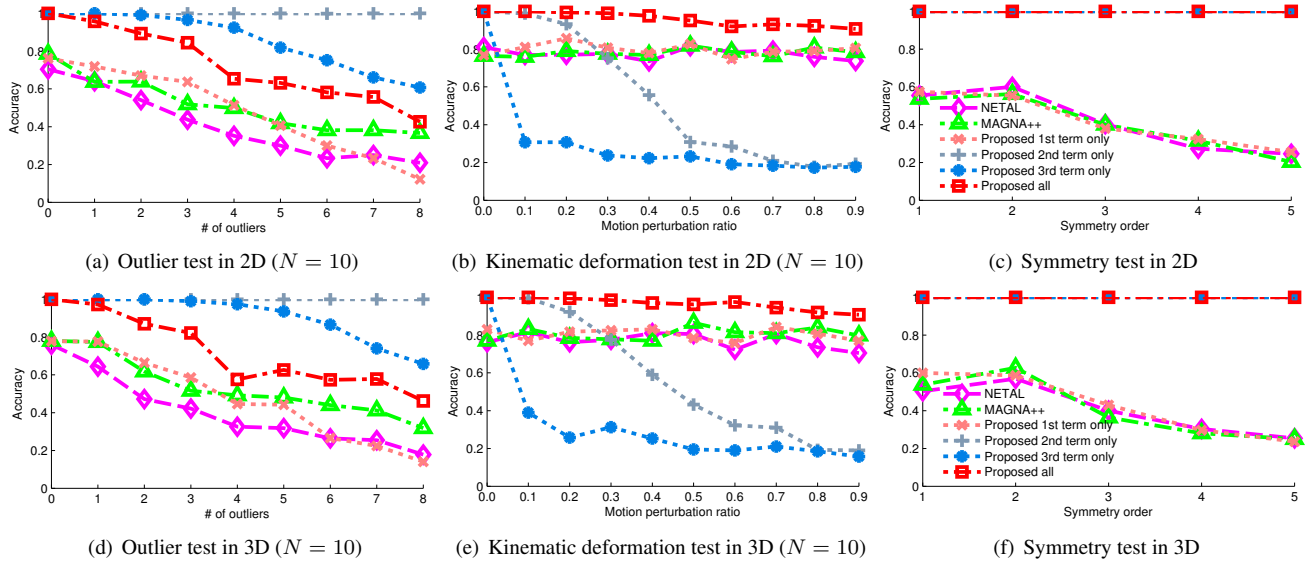 1
0.8
0.6
0.4
0.2
0
Accuracy
0 1 2 3 4 5 6 7 8
# of outliers
(a) Outlier test in 2D (N = 10)
1
0.8
0.6
0.4
0.2
0
Accuracy
0.0 0.1 0.2 0.3 0.4 0.5 0.6 0.7 0.8 0.9
Motion perturbation ratio
(b) Kinematic deformation test in 2D (N = 10)
1
0.8
0.6
0.4
0.2
0
Accuracy
NETAL
MAGNA++
Proposed 1st term only
Proposed 2nd term only
Proposed 3rd term only
Proposed all
1 2 3 4 5
Symmetry order
(c) Symmetry test in 2D
1
0.8
0.6
0.4
0.2
0
Accuracy
0 1 2 3 4 5 6 7 8
# of outliers
(d) Outlier test in 3D (N = 10)
1
0.8
0.6
0.4
0.2
0
Accuracy
0.0 0.1 0.2 0.3 0.4 0.5 0.6 0.7 0.8 0.9
Motion perturbation ratio
(e) Kinematic deformation test in 3D (N = 10)
1
0.8
0.6
0.4
0.2
0
Accuracy
NETAL
MAGNA++
Proposed 1st term only
Proposed 2nd term only
Proposed 3rd term only
Proposed all
1 2 3 4 5
Symmetry order
(f) Symmetry test in 3D